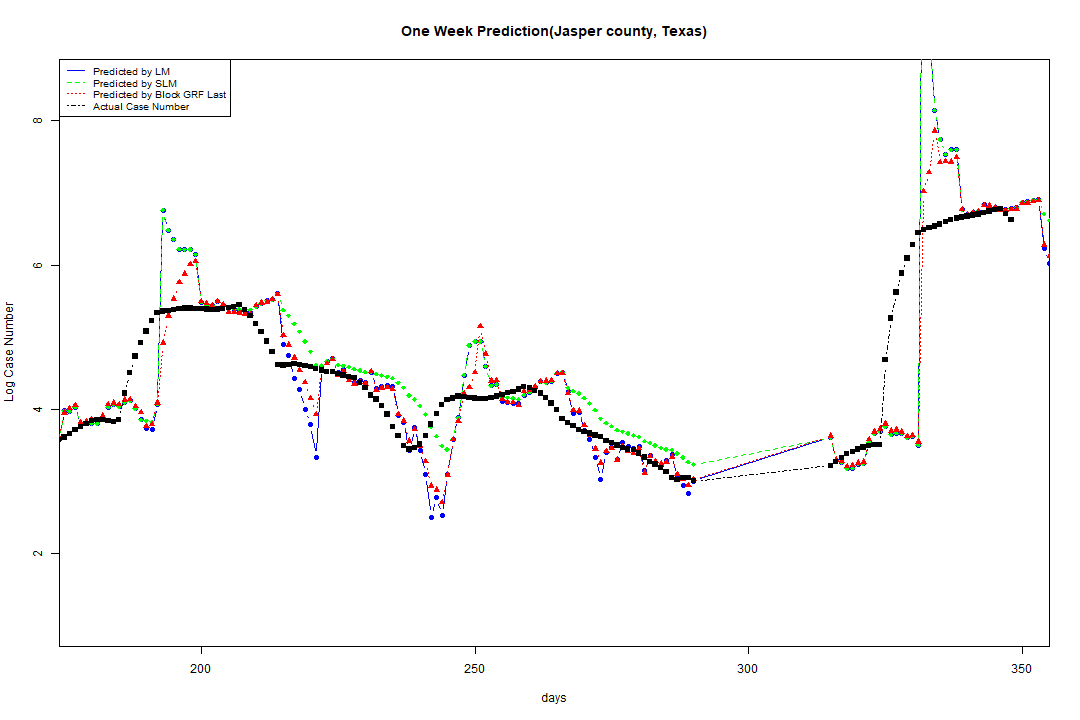 One Week Prediction(Jasper county, Texas)
Predicted by LM
Predicted by SLM
Predicted by Block GRF Last
Actual Case Number
8
6
4
2
Log Case Number
200
250
300
350
days